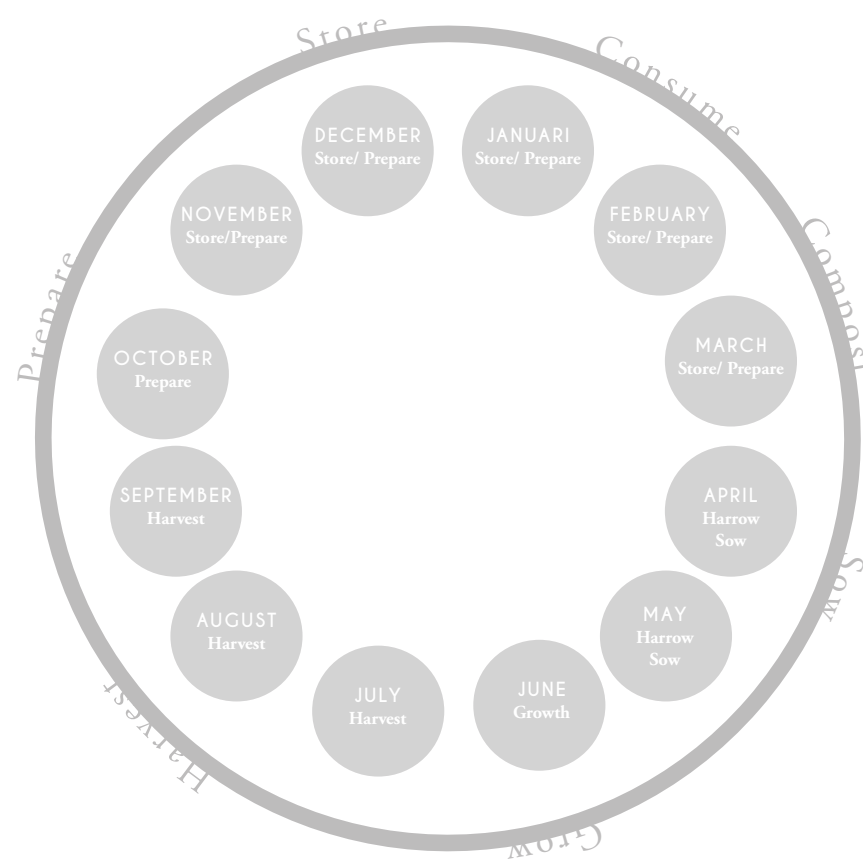 Store
Consume
Compost
Sow
Grow
Harvest
Prepare
JANUARI
Store/ Prepare
FEBRUARY
Store/ Prepare
MARCH
Store/ Prepare
APRIL
Harrow
Sow
MAY
Harrow
Sow
JUNE
Growth
JULY
Harvest
AUGUST
Harvest
SEPTEMBER
Harvest
OCTOBER
Prepare
NOVEMBER
Store/Prepare
DECEMBER
Store/ Prepare